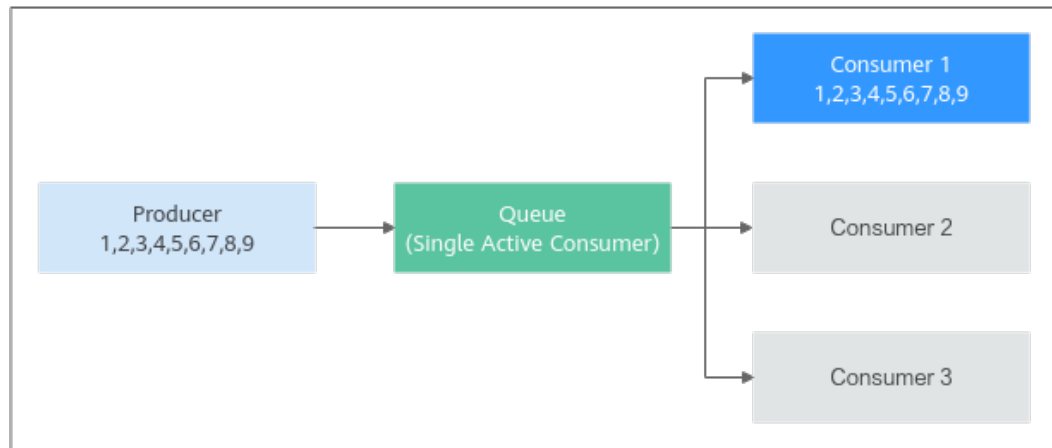 Producer
1,2,3,4,5,6,7,8,9
Queue
(Single Active Consumer)
Consumer 1
1,2,3,4,5,6,7,8,9
Consumer 2
Consumer 3